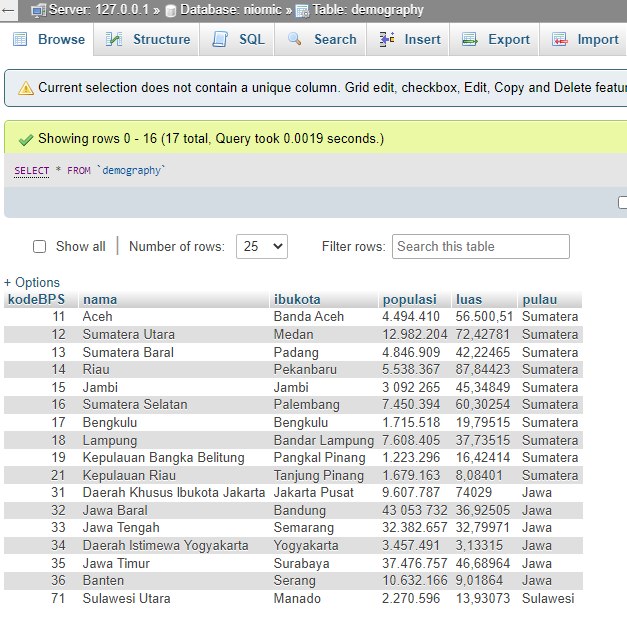 Server: 127.0.0.1 » Database: niomic » Table: demography
Browse Structure SQL Search Insert Export Import
Current selection does not contain a unique column. Grid edit, checkbox, Edit, Copy and Delete
Showing rows 0 - 16 (17 total, Query took 0.0019 seconds.)
SELECT * FROM `demography`
Show all | Number of rows: 25 Filter rows: Search this table
+ Options
kodeBPS nama ibukota populasi luas pulau
11 Aceh Banda Aceh 4.494.410 56.500,51 Sumatera
12 Sumatera Utara Medan 12.982.204 72,42781 Sumatera
13 Sumatera Baral Padang 4.846.909 42,22465 Sumatera
14 Riau Pekanbaru 5.538.367 87,84423 Sumatera
15 Jambi Jambi 3 092 265 45,34849 Sumatera
16 Sumatera Selatan Palembang 7.450.394 60,30254 Sumatera
17 Bengkulu Bengkulu 1.715.518 19,79515 Sumatera
18 Lampung Bandar Lampung 7.608.405 37,73515 Sumatera
19 Kepulauan Bangka Belitung Pangkal Pinang 1.223.296 16,42414 Sumatera
21 Kepulauan Riau Tanjung Pinang 1.679.163 8,08401 Sumatera
31 Daerah Khusus Ibukota Jakarta Jakarta Pusat 9.607.787 74029 Jawa
32 Jawa Baral Bandung 43 053 732 36,92505 Jawa
33 Jawa Tengah Semarang 32.382.657 32,79971 Jawa
34 Daerah Istimewa Yogyakarta Yogyakarta 3.457.491 3,13315 Jawa
35 Jawa Timur Surabaya 37.476.757 46,68964 Jawa
36 Banten Serang 10.632.166 9,01864 Jawa
71 Sulawesi Utara Manado 2.270.596 13,93073 Sulawesi